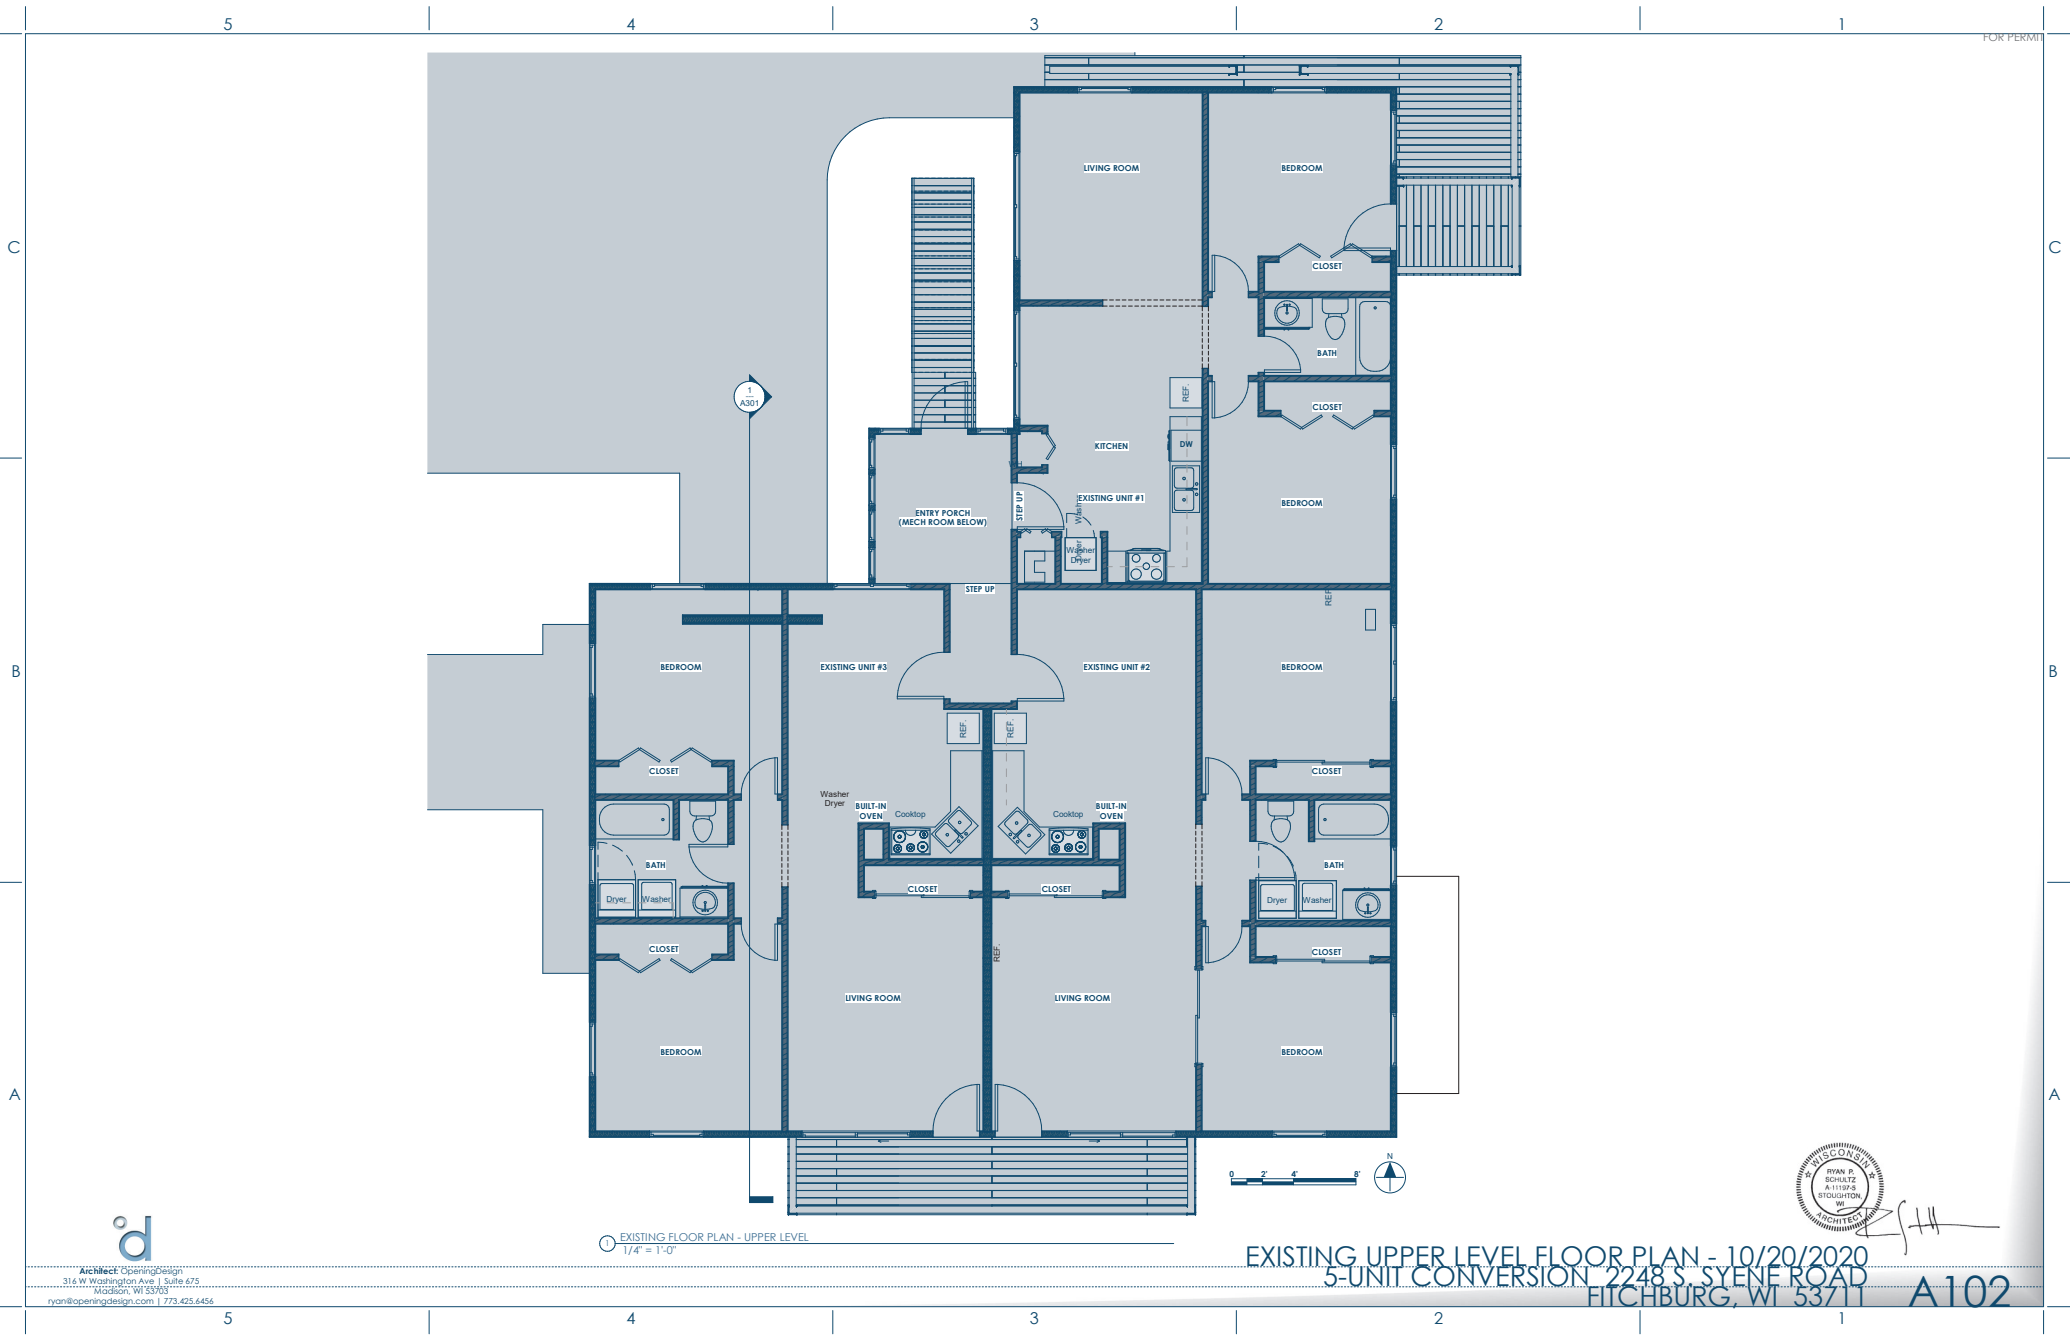 5
4
3
2
1
FOR PERMIT
C
C
LIVING ROOM
BEDROOM
CLOSET
BATH
REF.
CLOSET
1
A301
KITCHEN
DW
EXISTING UNIT #1
BEDROOM
STEP UP
Wash
ENTRY PORCH
(MECH ROOM BELOW)
Dryer
Washer
Dryer
STEP UP
REF
B
B
BEDROOM
EXISTING UNIT #3
EXISTING UNIT #2
BEDROOM
REF.
REF.
CLOSET
CLOSET
Washer
Dryer
BUILT-IN
OVEN
Cooktop
Cooktop
BUILT-IN
OVEN
BATH
BATH
CLOSET
CLOSET
Dryer
Washer
Dryer
Washer
CLOSET
REF.
CLOSET
LIVING ROOM
LIVING ROOM
BEDROOM
BEDROOM
A
A
0 2' 4' 8'
N
WISCONSIN
RYAN P.
SCHULTZ
A-11197-5
STOUGHTON,
WI
ARCHITECT
1
EXISTING FLOOR PLAN - UPPER LEVEL
1/4" = 1'-0"
EXISTING UPPER LEVEL FLOOR PLAN - 10/20/2020
5-UNIT CONVERSION 2248 S. SYENE ROAD
FITCHBURG, WI 53711
A102
d
Architect: OpeningDesign
316 W Washington Ave | Suite 675
Madison, WI 53703
ryan@openingdesign.com | 773.425.6456
5
4
3
2
1